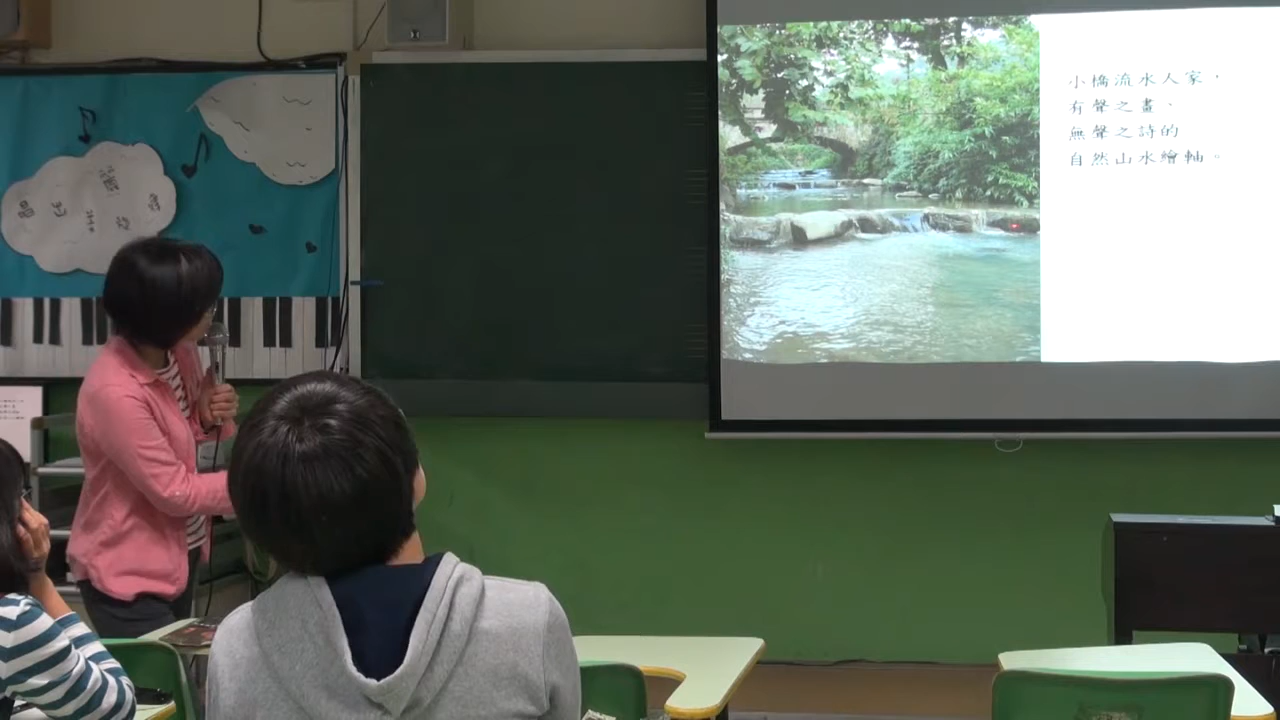 小橋流水人家，
有聲之畫、
無聲之詩的
自然山水繪軸。